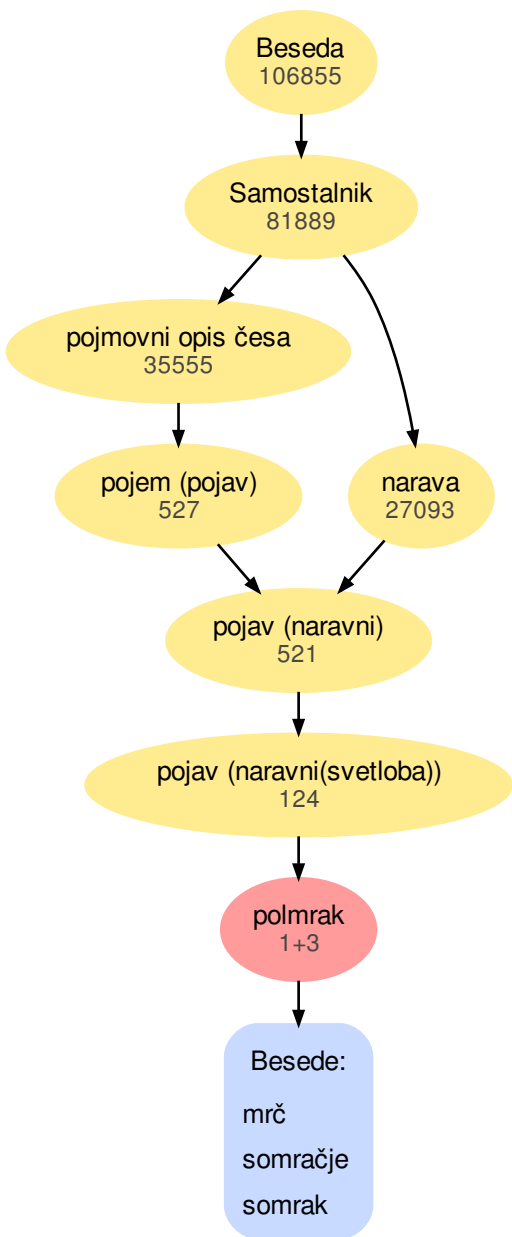 Beseda
106855
Samostalnik
81889
pojmovni opis česa
35555
pojem (pojav)
527
narava
27093
pojav (naravni)
521
pojav (naravni(svetloba))
124
polmrak
1+3
Besede:
mrč
somračje
somrak